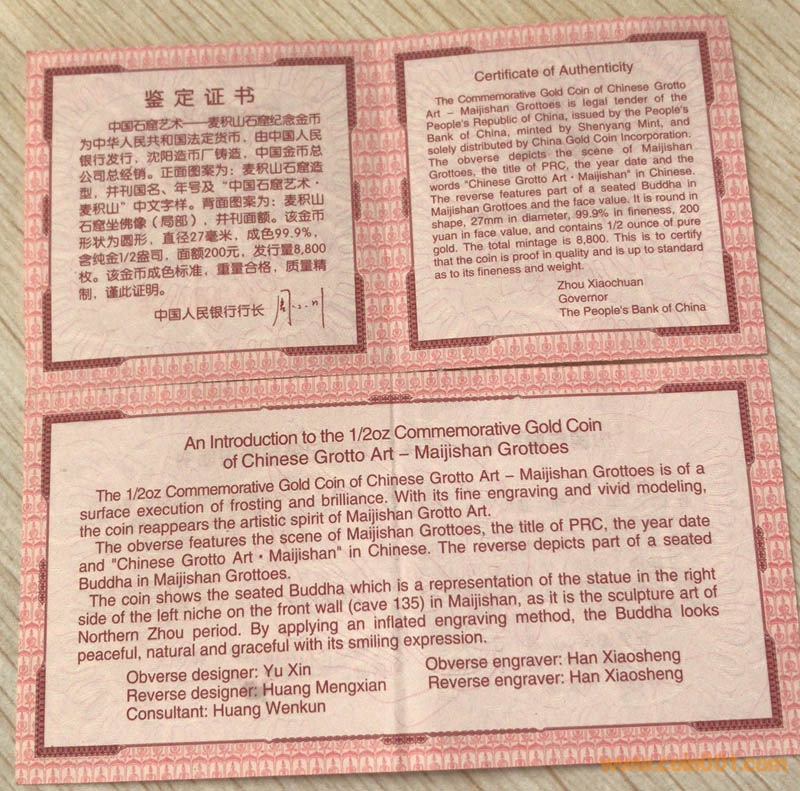 鉴定证书
中国石窟艺术——麦积山石窟纪念金币
为中华人民共和国法定货币，由中国人民
银行发行，沈阳造币厂铸造，中国金币总
公司总经销。正面图案为：麦积山石窟造
型，并刊国名、年号及“中国石窟艺术·
麦积山”中文字样。背面图案为：麦积山
石窟坐佛像（局部），并刊面额。该金币
形状为圆形，直径27毫米，成色99.9%，
含纯金1/2盎司，面额200元，发行量8,800
枚。该金币成色标准，重量合格，质量精
制，谨此证明。
中国人民银行行长
Certificate of Authenticity
The Commemorative Gold Coin of Chinese Grotto
Art – Maijishan Grottoes is legal tender of the
People's Republic of China, issued by the People's
Bank of China, minted by Shenyang Mint, and
solely distributed by China Gold Coin Incorporation.
The obverse depicts the scene of Maijishan
Grottoes, the title of PRC, the year date and the
words "Chinese Grotto Art · Maijishan" in Chinese.
The reverse features part of a seated Buddha in
Maijishan Grottoes and the face value. It is round in
shape, 27mm in diameter, 99.9% in fineness, 200
yuan in face value, and contains 1/2 ounce of pure
gold. The total mintage is 8,800. This is to certify
that the coin is proof in quality and is up to standard
as to its fineness and weight.
Zhou Xiaochuan
Governor
The People's Bank of China
An Introduction to the 1/2oz Commemorative Gold Coin
of Chinese Grotto Art – Maijishan Grottoes
The 1/2oz Commemorative Gold Coin of Chinese Grotto Art – Maijishan Grottoes is of a
surface execution of frosting and brilliance. With its fine engraving and vivid modeling,
the coin reappears the artistic spirit of Maijishan Grotto Art.
The obverse features the scene of Maijishan Grottoes, the title of PRC, the year date
and "Chinese Grotto Art · Maijishan" in Chinese. The reverse depicts part of a seated
Buddha in Maijishan Grottoes.
The coin shows the seated Buddha which is a representation of the statue in the right
side of the left niche on the front wall (cave 135) in Maijishan, as it is the sculpture art of
Northern Zhou period. By applying an inflated engraving method, the Buddha looks
peaceful, natural and graceful with its smiling expression.
Obverse designer: Yu Xin
Reverse designer: Huang Mengxian
Consultant: Huang Wenkun
Obverse engraver: Han Xiaosheng
Reverse engraver: Han Xiaosheng